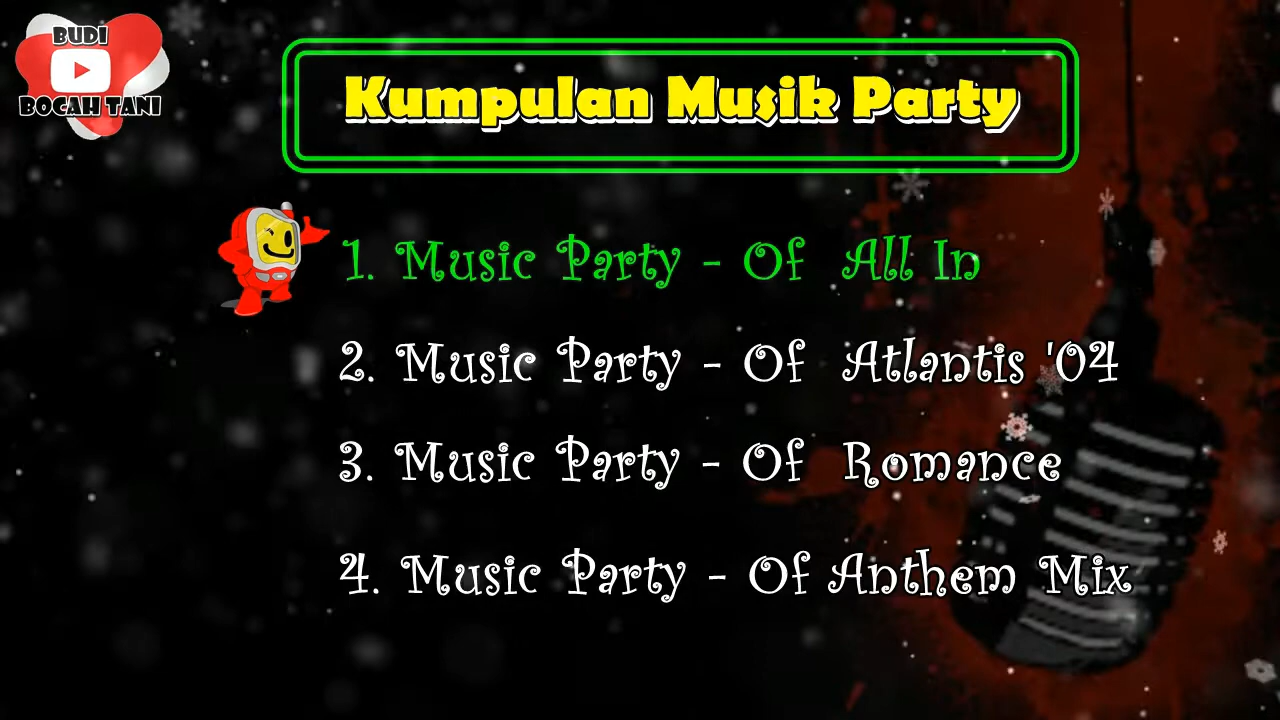 BUDI
BOCAH TANI
Kumpulan Musik Party
1. Music Party - Of All In
2. Music Party - Of Atlantis '04
3. Music Party - Of Romance
4. Music Party - Of Anthem Mix